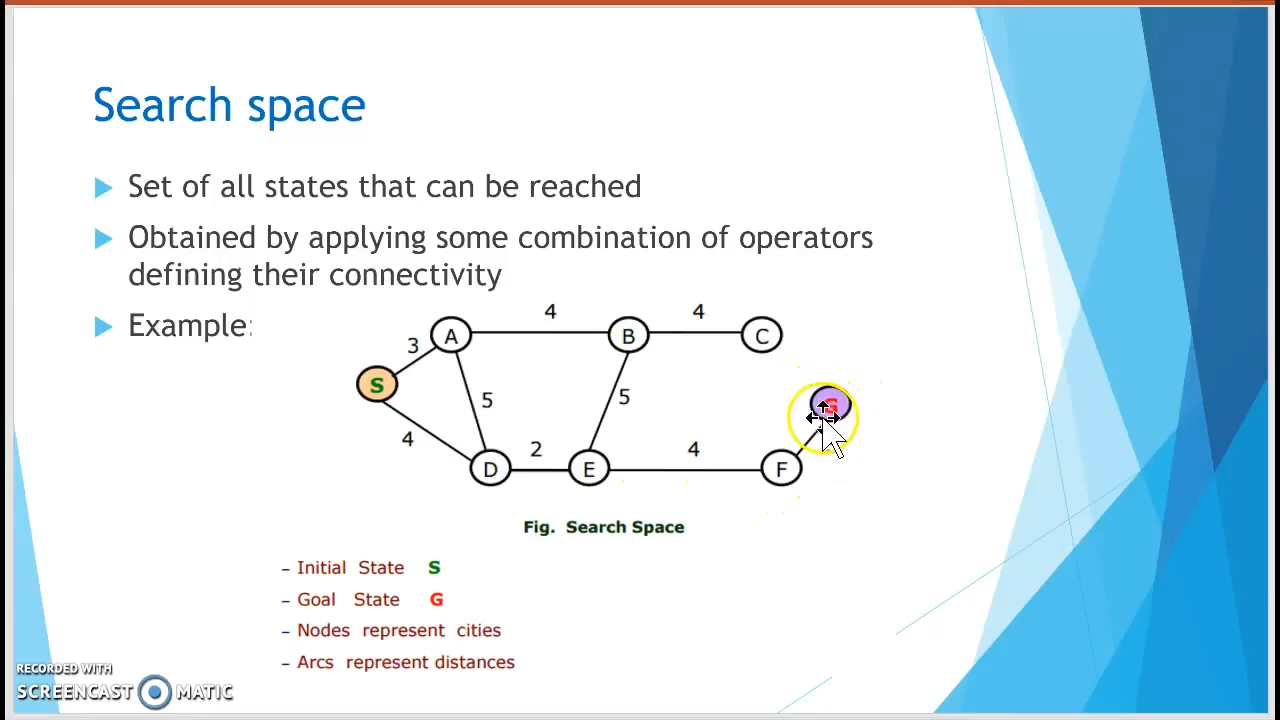 Search space
Set of all states that can be reached
Obtained by applying some combination of operators
defining their connectivity
Example:
4 4
A B C
3
S G
5 5
4 2 4
D E F
Fig. Search Space
– Initial State S
– Goal State G
– Nodes represent cities
– Arcs represent distances
RECORDED WITH
SCREENCAST MATIC